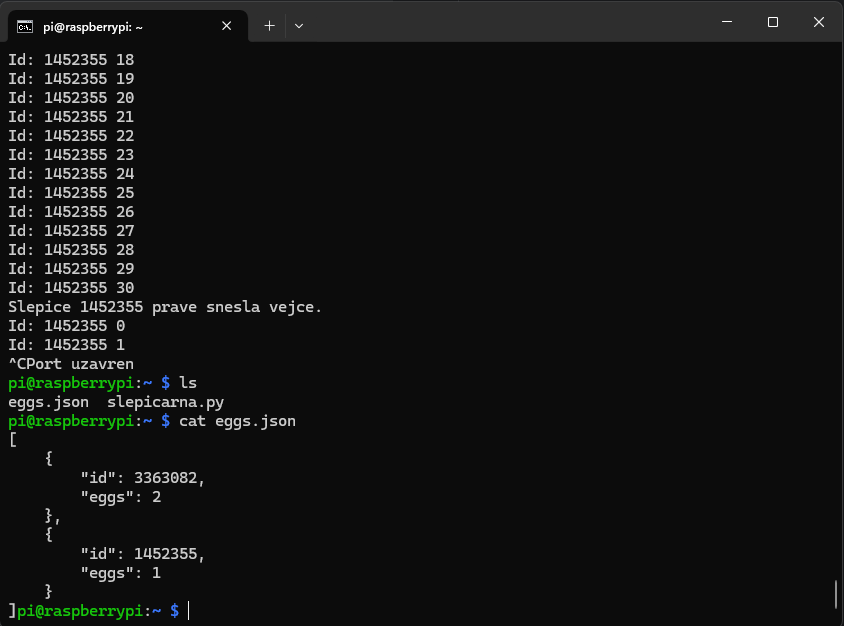 pi@raspberrypi: ~
Id: 1452355 18
Id: 1452355 19
Id: 1452355 20
Id: 1452355 21
Id: 1452355 22
Id: 1452355 23
Id: 1452355 24
Id: 1452355 25
Id: 1452355 26
Id: 1452355 27
Id: 1452355 28
Id: 1452355 29
Id: 1452355 30
Slepice 1452355 prave snesla vejce.
Id: 1452355 0
Id: 1452355 1
^CPort uzavren
pi@raspberrypi:~ $ ls
eggs.json  slepicarna.py
pi@raspberrypi:~ $ cat eggs.json
[
    {
        "id": 3363082,
        "eggs": 2
    },
    {
        "id": 1452355,
        "eggs": 1
    }
]pi@raspberrypi:~ $